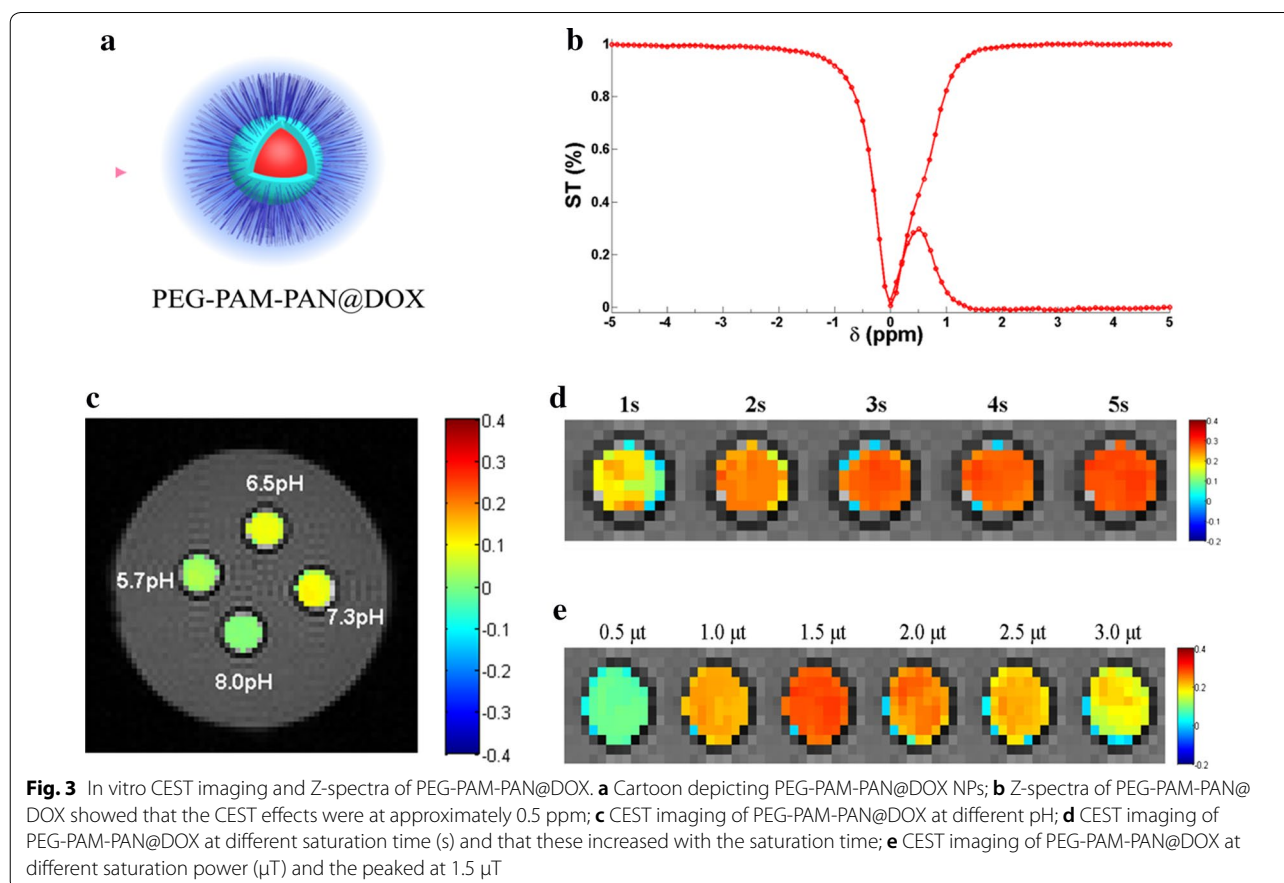 a
PEG-PAM-PAN@DOX
b
ST (%)
1
0.8
0.6
0.4
0.2
0
-5 -4 -3 -2 -1 0 1 2 3 4 5
δ (ppm)
c
6.5pH
5.7pH
7.3pH
8.0pH
0.4
0.3
0.2
0.1
0
-0.1
-0.2
-0.3
-0.4
d
1s 2s 3s 4s 5s
0.4
0.3
0.2
0.1
0
-0.1
-0.2
e
0.5 μt 1.0 μt 1.5 μt 2.0 μt 2.5 μt 3.0 μt
0.4
0.2
0
-0.2
Fig. 3 In vitro CEST imaging and Z-spectra of PEG-PAM-PAN@DOX. a Cartoon depicting PEG-PAM-PAN@DOX NPs; b Z-spectra of PEG-PAM-PAN@
DOX showed that the CEST effects were at approximately 0.5 ppm; c CEST imaging of PEG-PAM-PAN@DOX at different pH; d CEST imaging of
PEG-PAM-PAN@DOX at different saturation time (s) and that these increased with the saturation time; e CEST imaging of PEG-PAM-PAN@DOX at
different saturation power (μT) and the peaked at 1.5 μT